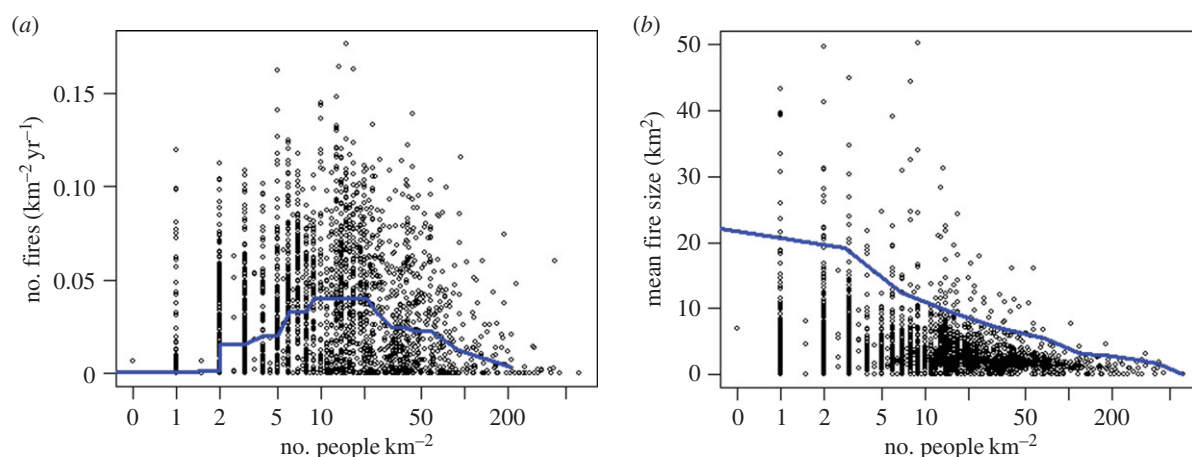 (a)
0.15
0.10
0.05
0
no. fires (km⁻² yr⁻¹)
0 1 2 5 10 50 200
no. people km⁻²
(b)
50
40
30
20
10
0
mean fire size (km²)
0 1 2 5 10 50 200
no. people km⁻²